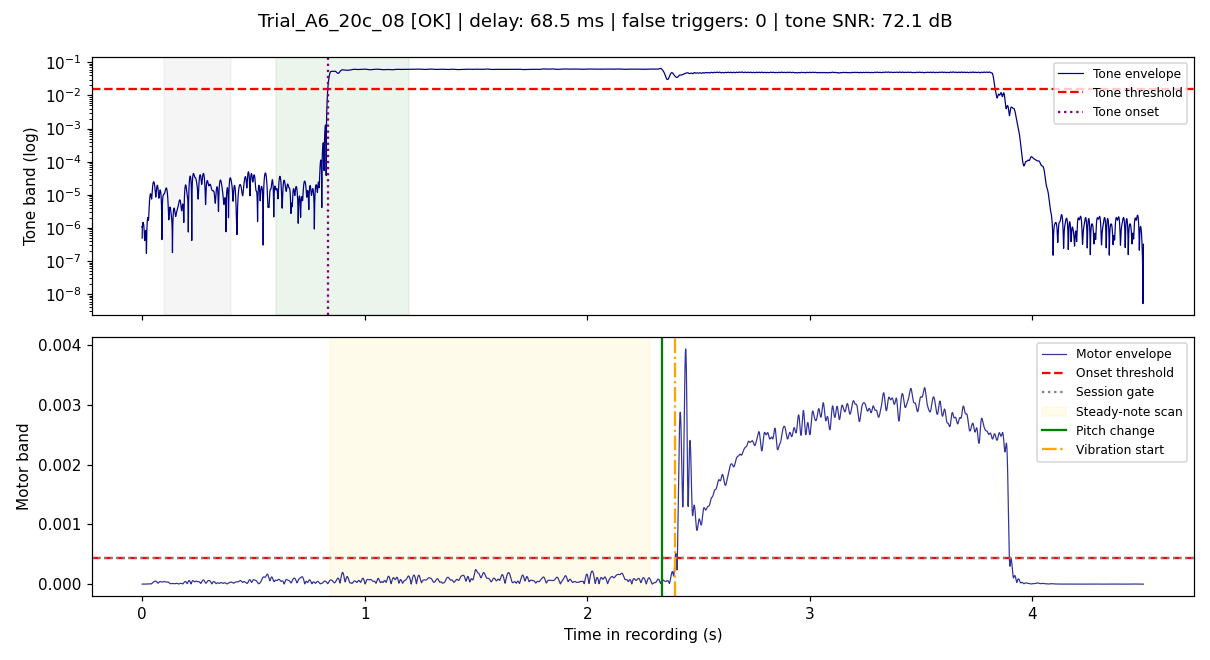 Trial_A6_20c_08 [OK] | delay: 68.5 ms | false triggers: 0 | tone SNR: 72.1 dB
Tone band (log)
10⁻¹
10⁻²
10⁻³
10⁻⁴
10⁻⁵
10⁻⁶
10⁻⁷
10⁻⁸
Tone envelope
Tone threshold
Tone onset
Motor band
0.004
0.003
0.002
0.001
0.000
Motor envelope
Onset threshold
Session gate
Steady-note scan
Pitch change
Vibration start
0 1 2 3 4
Time in recording (s)